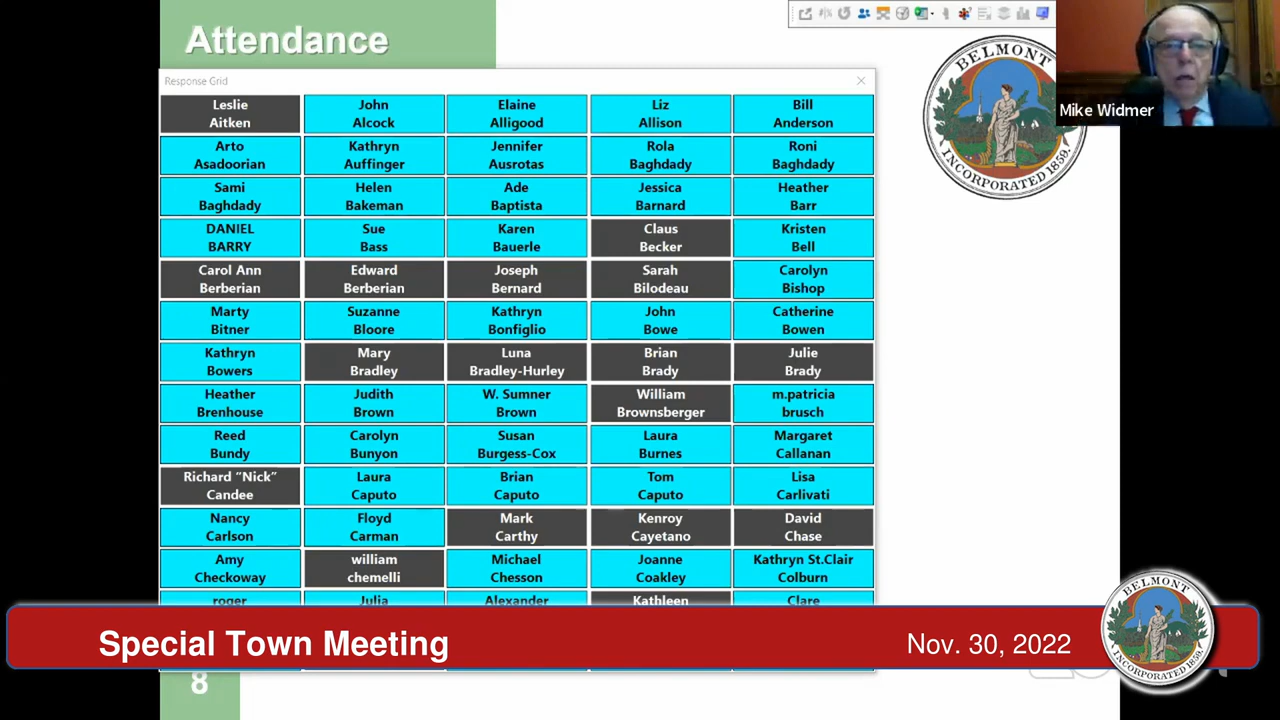 Attendance
Response Grid
Leslie Aitken
John Alcock
Elaine Alligood
Liz Allison
Bill Anderson
Arto Asadoorian
Kathryn Auffinger
Jennifer Ausrotas
Rola Baghdady
Roni Baghdady
Sami Baghdady
Helen Bakeman
Ade Baptista
Jessica Barnard
Heather Barr
DANIEL BARRY
Sue Bass
Karen Bauerle
Claus Becker
Kristen Bell
Carol Ann Berberian
Edward Berberian
Joseph Bernard
Sarah Bilodeau
Carolyn Bishop
Marty Bitner
Suzanne Bloore
Kathryn Bonfiglio
John Bowe
Catherine Bowen
Kathryn Bowers
Mary Bradley
Luna Bradley-Hurley
Brian Brady
Julie Brady
Heather Brenhouse
Judith Brown
W. Sumner Brown
William Brownsberger
m.patricia brusch
Reed Bundy
Carolyn Bunyon
Susan Burgess-Cox
Laura Burnes
Margaret Callanan
Richard “Nick” Candee
Laura Caputo
Brian Caputo
Tom Caputo
Lisa Carlivati
Nancy Carlson
Floyd Carman
Mark Carthy
Kenroy Cayetano
David Chase
Amy Checkoway
william chemelli
Michael Chesson
Joanne Coakley
Kathryn St.Clair Colburn
roger
Julia
Alexander
Kathleen
Clare
BELMONT
INCORPORATED 1859.
Mike Widmer
Special Town Meeting
Nov. 30, 2022
BELMONT
INCORPORATED 1859.
8